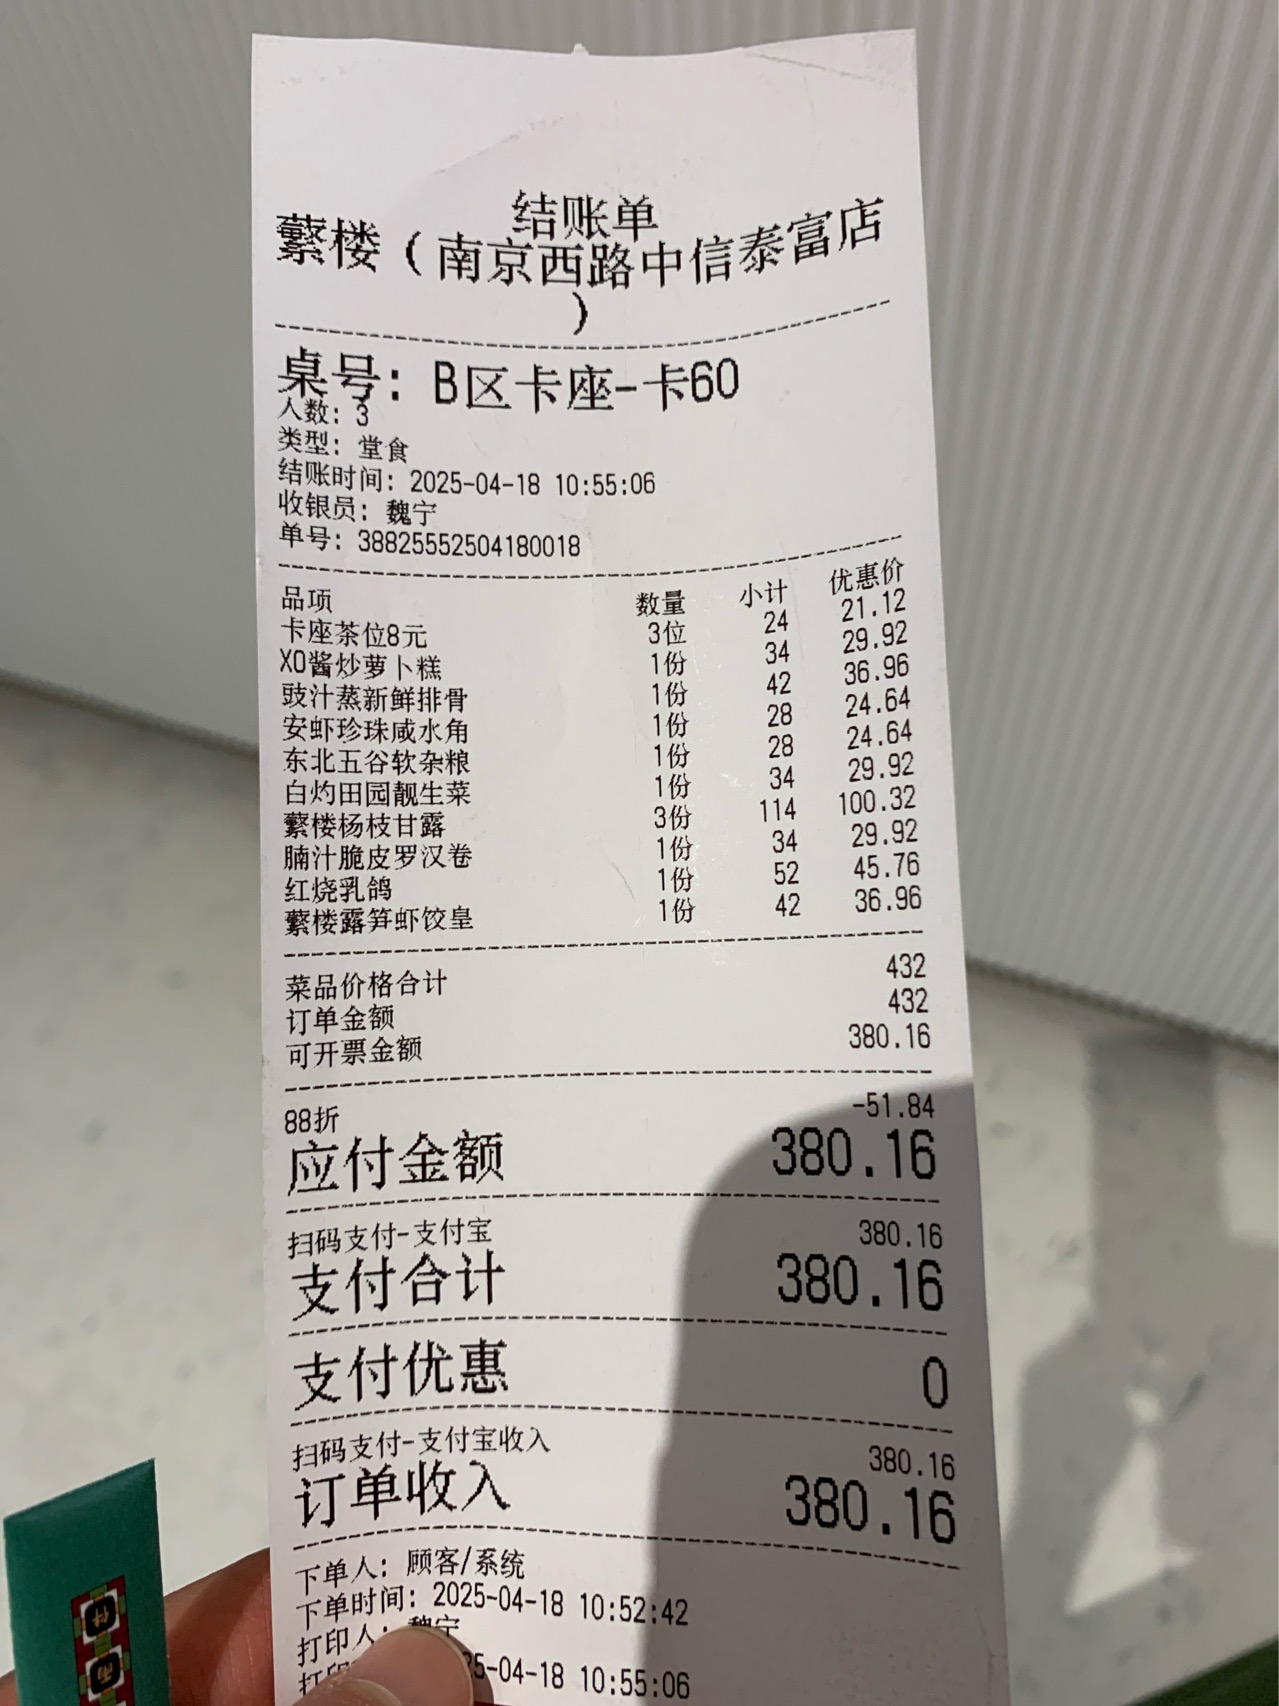 结账单
蘩楼（南京西路中信泰富店
）
桌号：B区卡座-卡60
人数：3
类型：堂食
结账时间：2025-04-18 10:55:06
收银员：魏宁
单号：38825552504180018
品项 数量 小计 优惠价
卡座茶位8元 3位 24 21.12
XO酱炒萝卜糕 1份 34 29.92
豉汁蒸新鲜排骨 1份 42 36.96
安虾珍珠咸水角 1份 28 24.64
东北五谷软杂粮 1份 28 24.64
白灼田园靓生菜 1份 34 29.92
蘩楼杨枝甘露 3份 114 100.32
腩汁脆皮罗汉卷 1份 34 29.92
红烧乳鸽 1份 52 45.76
蘩楼露笋虾饺皇 1份 42 36.96
菜品价格合计 432
订单金额 432
可开票金额 380.16
88折 -51.84
应付金额 380.16
扫码支付-支付宝 380.16
支付合计 380.16
支付优惠 0
扫码支付-支付宝收入 380.16
订单收入 380.16
下单人：顾客/系统
下单时间：2025-04-18 10:52:42
打印人：魏宁
5-04-18 10:55:06